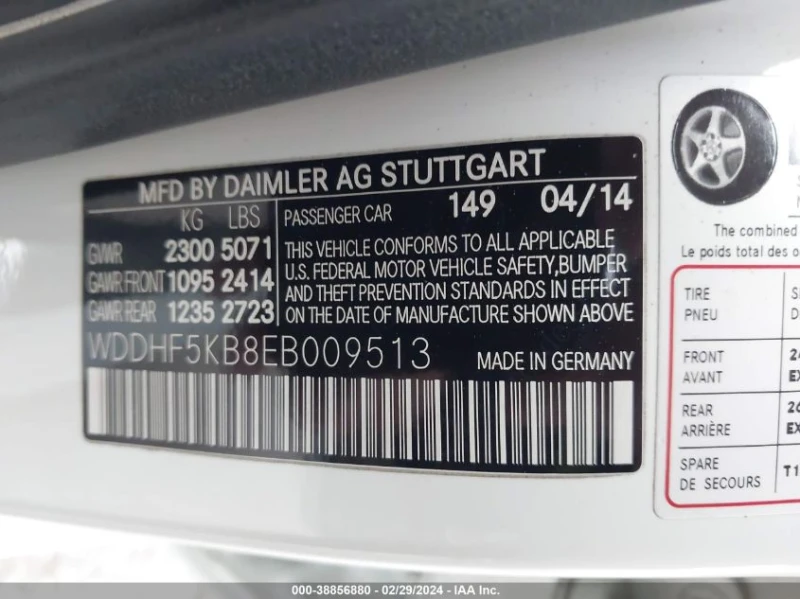 MFD BY DAIMLER AG STUTTGART
KG LBS
GVWR 2300 5071
GAWR FRONT 1095 2414
GAWR REAR 1235 2723
PASSENGER CAR 149 04/14
THIS VEHICLE CONFORMS TO ALL APPLICABLE
U.S. FEDERAL MOTOR VEHICLE SAFETY,BUMPER
AND THEFT PREVENTION STANDARDS IN EFFECT
ON THE DATE OF MANUFACTURE SHOWN ABOVE
WDDHF5KB8EB009513 MADE IN GERMANY
The combined
Le poids total des
TIRE
PNEU
FRONT
AVANT
REAR
ARRIÈRE
SPARE
DE SECOURS
000-38856880 - 02/29/2024 - IAA Inc.